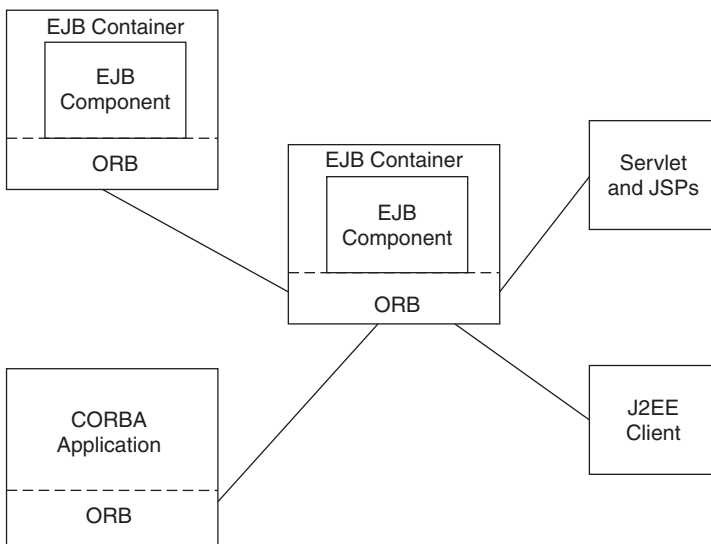 EJB Container
EJB
Component
ORB
EJB Container
EJB
Component
ORB
Servlet
and JSPs
CORBA
Application
ORB
J2EE
Client